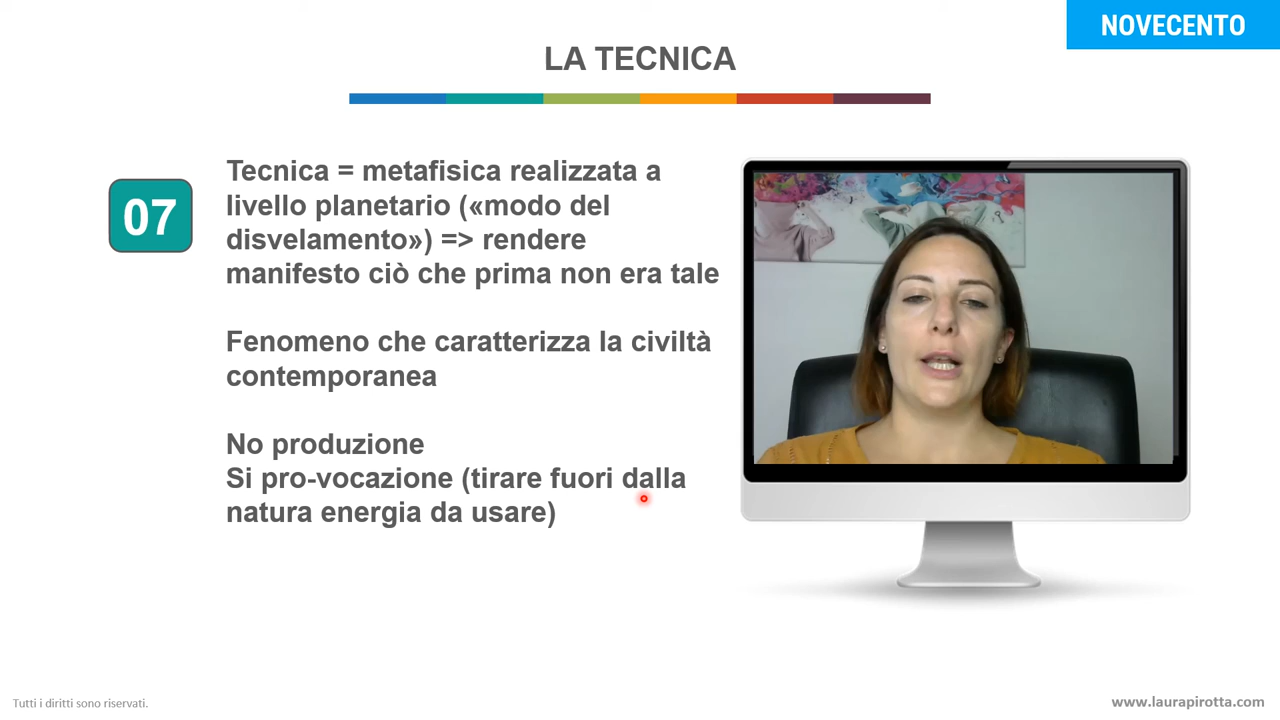 NOVECENTO
LA TECNICA
07
Tecnica = metafisica realizzata a
livello planetario («modo del
disvelamento») => rendere
manifesto ciò che prima non era tale
Fenomeno che caratterizza la civiltà
contemporanea
No produzione
Si pro-vocazione (tirare fuori dalla
natura energia da usare)
Tutti i diritti sono riservati.
www.laurapirotta.com